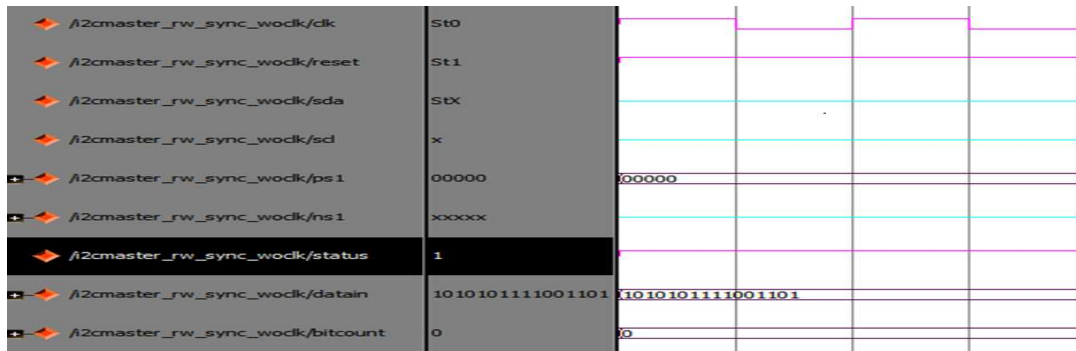 /i2cmaster_rw_sync_woclk/clk St0
/i2cmaster_rw_sync_woclk/reset St1
/i2cmaster_rw_sync_woclk/sda StX
/i2cmaster_rw_sync_woclk/scl x
/i2cmaster_rw_sync_woclk/ps1 00000 00000
/i2cmaster_rw_sync_woclk/ns1 xxxxx
/i2cmaster_rw_sync_woclk/status 1
/i2cmaster_rw_sync_woclk/datain 1010101111001101 1010101111001101
/i2cmaster_rw_sync_woclk/bitcount 0 0